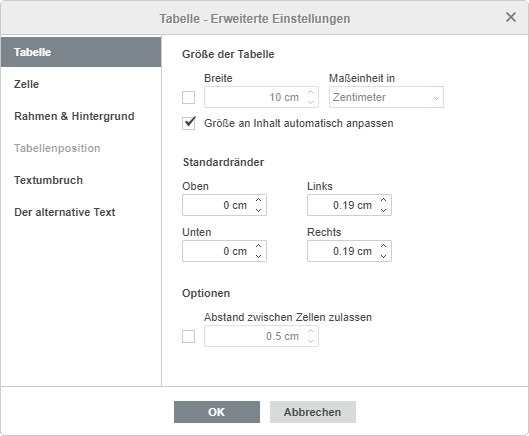 Tabelle - Erweiterte Einstellungen
Tabelle
Zelle
Rahmen & Hintergrund
Tabellenposition
Textumbruch
Der alternative Text
Größe der Tabelle
Breite Maßeinheit in
10 cm Zentimeter
Größe an Inhalt automatisch anpassen
Standardränder
Oben Links
0 cm 0.19 cm
Unten Rechts
0 cm 0.19 cm
Optionen
Abstand zwischen Zellen zulassen
0.5 cm
OK Abbrechen